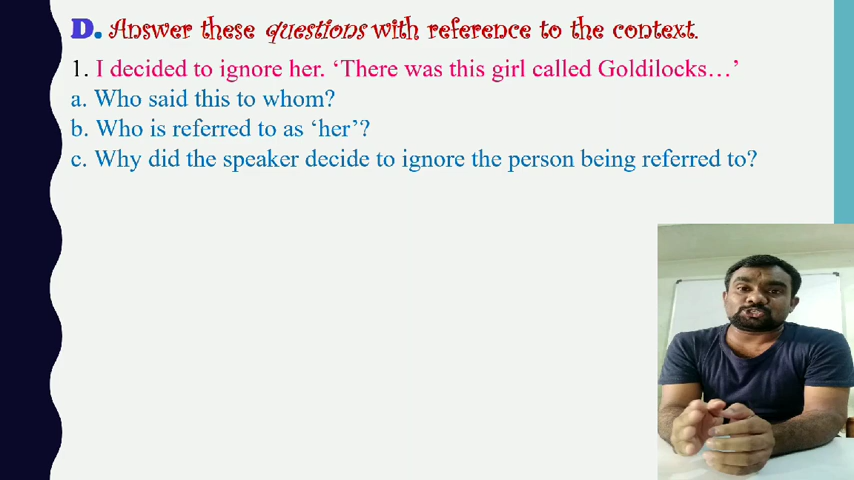 D. Answer these questions with reference to the context.
1. I decided to ignore her. ‘There was this girl called Goldilocks…’
a. Who said this to whom?
b. Who is referred to as ‘her’?
c. Why did the speaker decide to ignore the person being referred to?